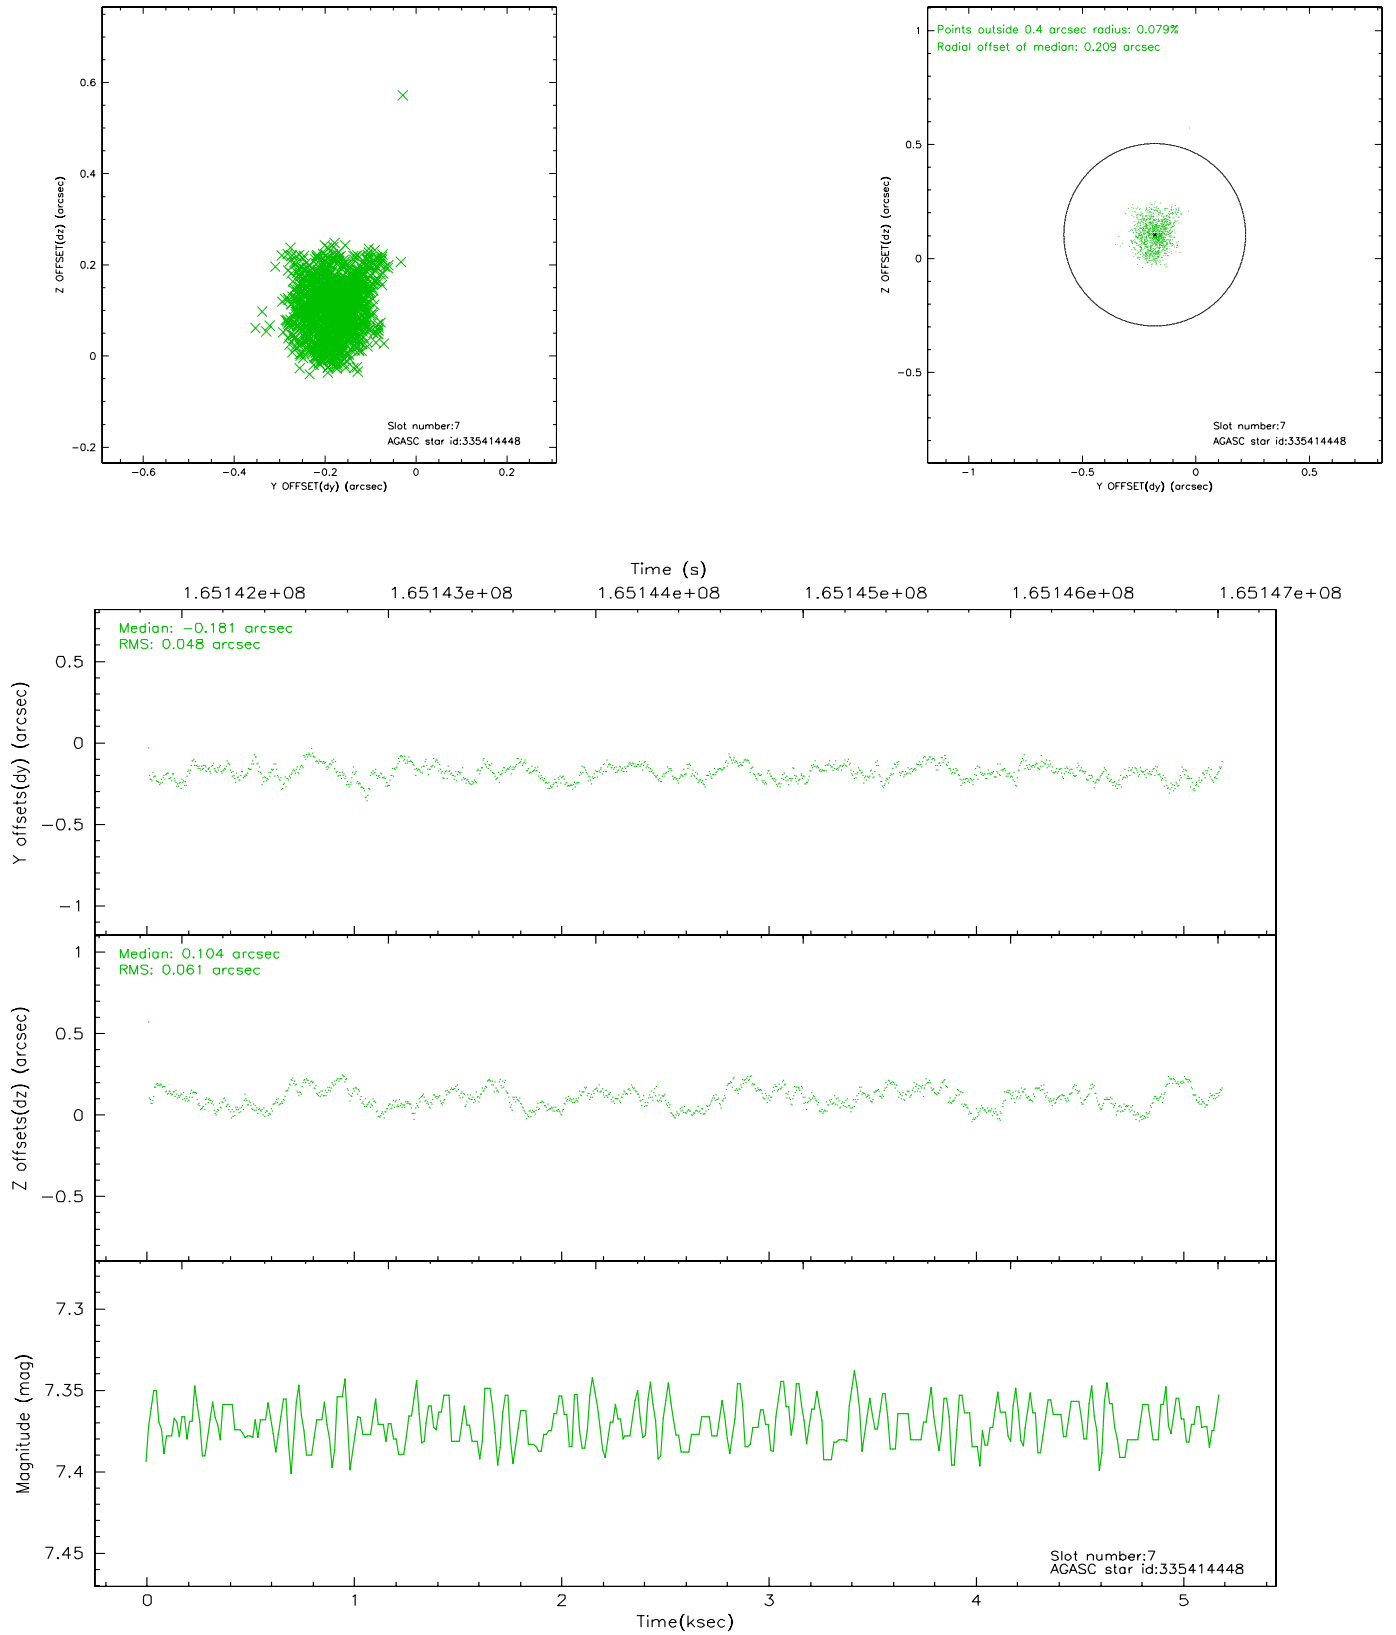 0.6
0.4
0.2
0
−0.2
Z OFFSET(dz) (arcsec)
−0.6
−0.4
−0.2
0
0.2
Y OFFSET(dy) (arcsec)
Slot number:7
AGASC star id:335414448
Points outside 0.4 arcsec radius: 0.079%
Radial offset of median: 0.209 arcsec
1
0.5
0
−0.5
Z OFFSET(dz) (arcsec)
−1
−0.5
0
0.5
Y OFFSET(dy) (arcsec)
Slot number:7
AGASC star id:335414448
Time (s)
1.65142e+08
1.65143e+08
1.65144e+08
1.65145e+08
1.65146e+08
1.65147e+08
Median: −0.181 arcsec
RMS: 0.048 arcsec
0.5
0
−0.5
−1
Y offsets(dy) (arcsec)
Median: 0.104 arcsec
RMS: 0.061 arcsec
1
0.5
0
−0.5
Z offsets(dz) (arcsec)
7.3
7.35
7.4
7.45
Magnitude (mag)
Slot number:7
AGASC star id:335414448
0
1
2
3
4
5
Time(ksec)